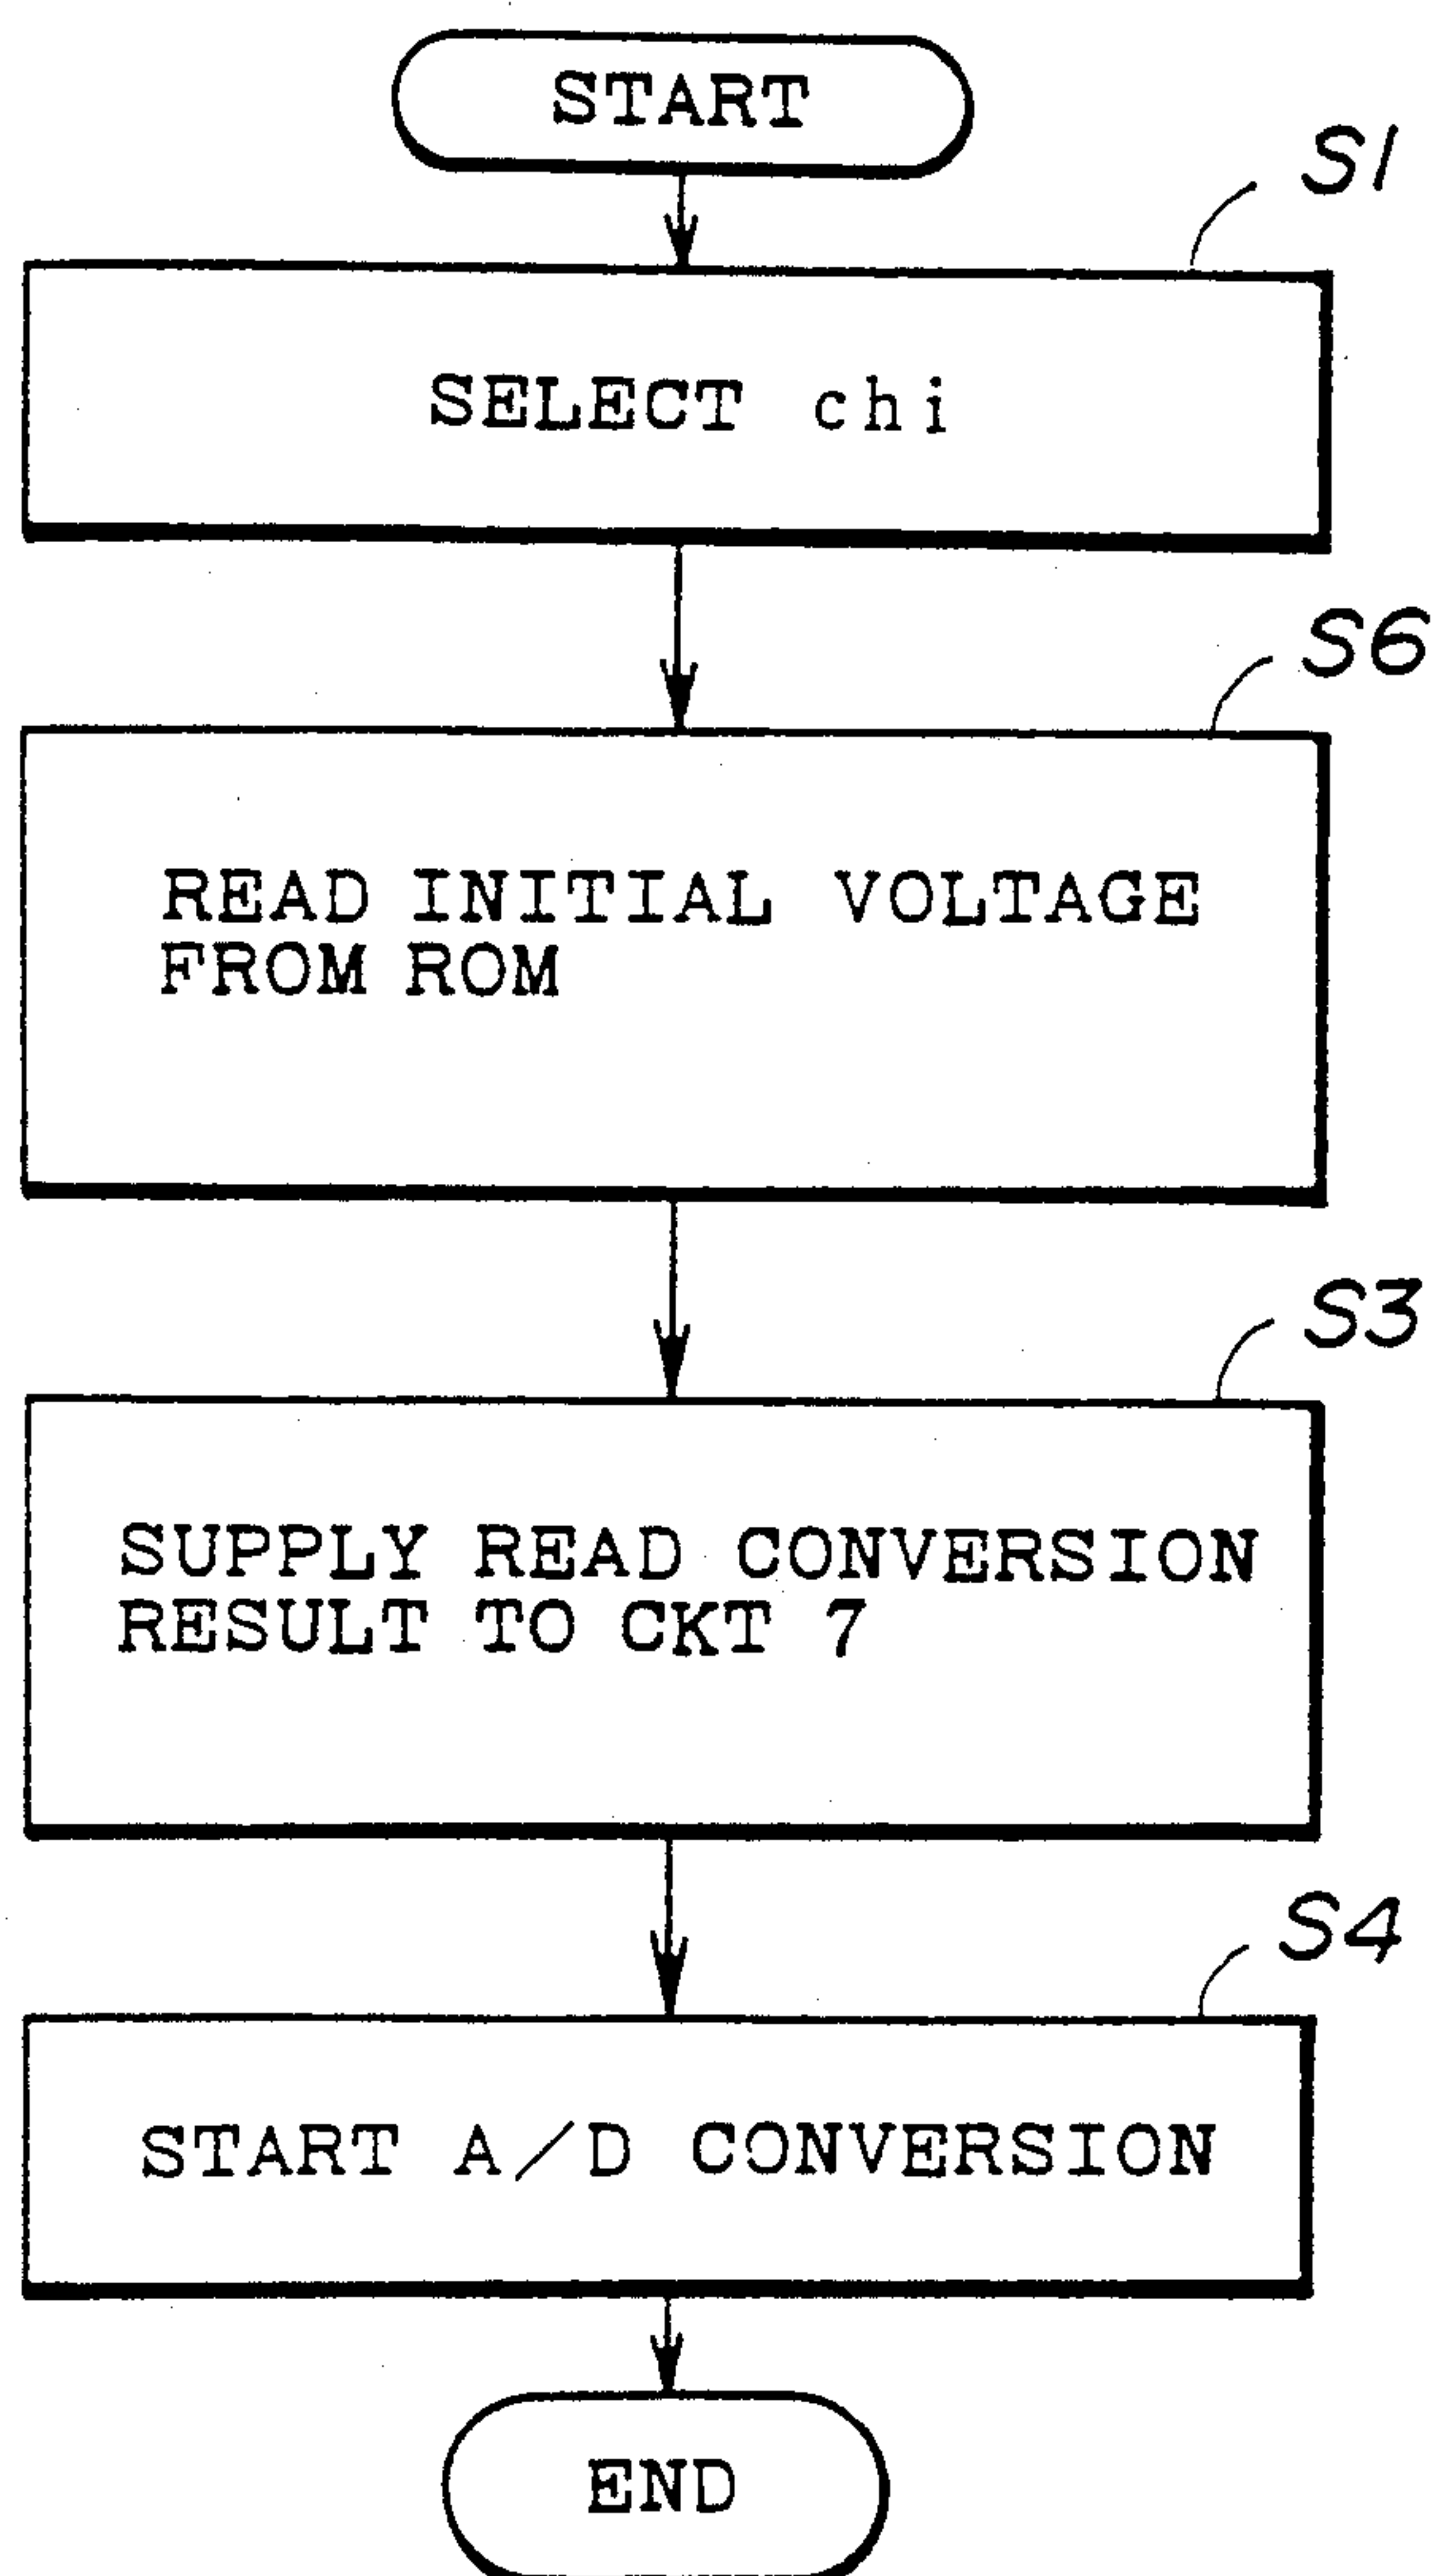 START
S1
SELECT chi
S6
READ INITIAL VOLTAGE
FROM ROM
S3
SUPPLY READ CONVERSION
RESULT TO CKT 7
S4
START A/D CONVERSION
END